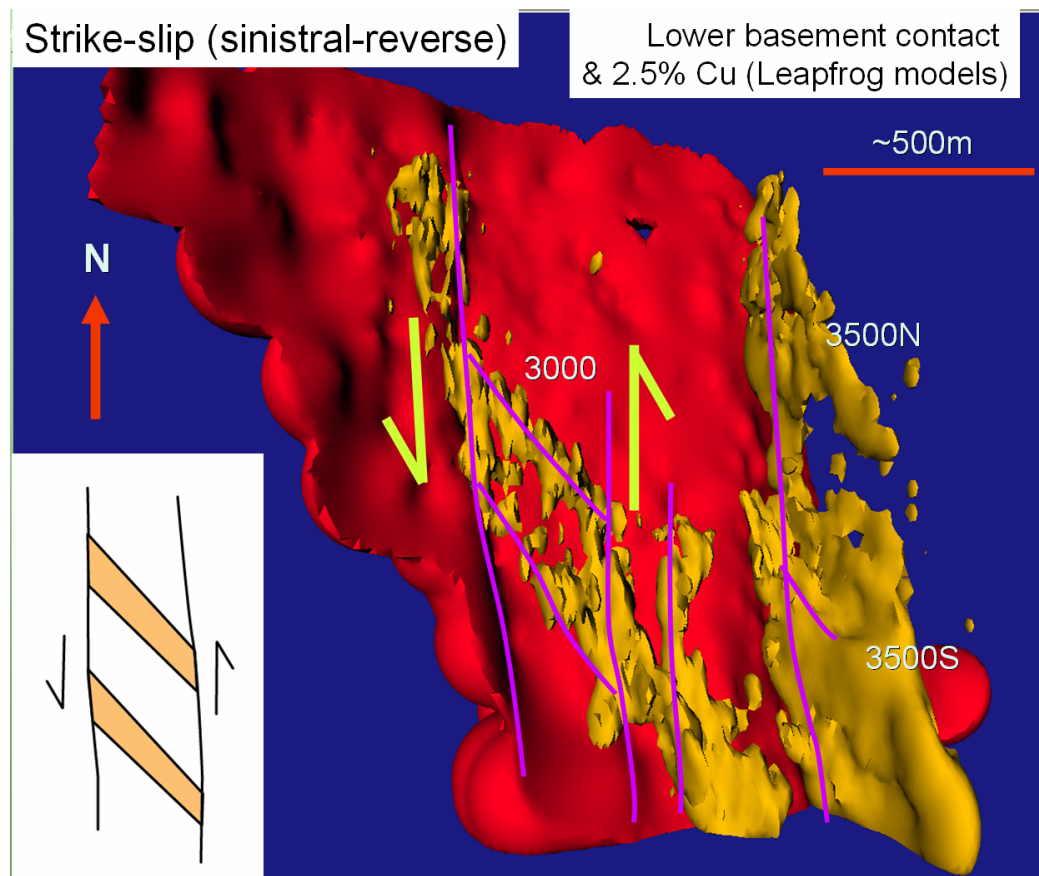 Strike-slip (sinistral-reverse)
Lower basement contact
& 2.5% Cu (Leapfrog models)
~500m
N
3500N
3000
3500S